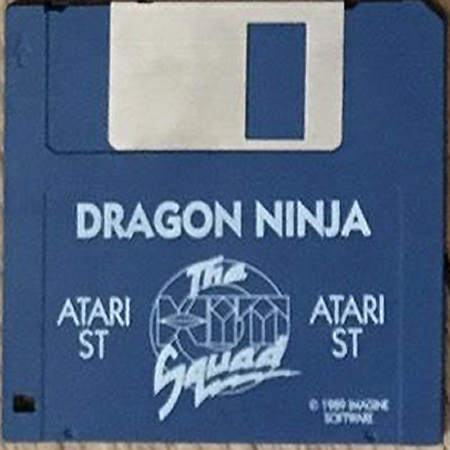 DRAGON NINJA
The
Squad
ATARI
ST
ATARI
ST
© 1989 IMAGINE
SOFTWARE